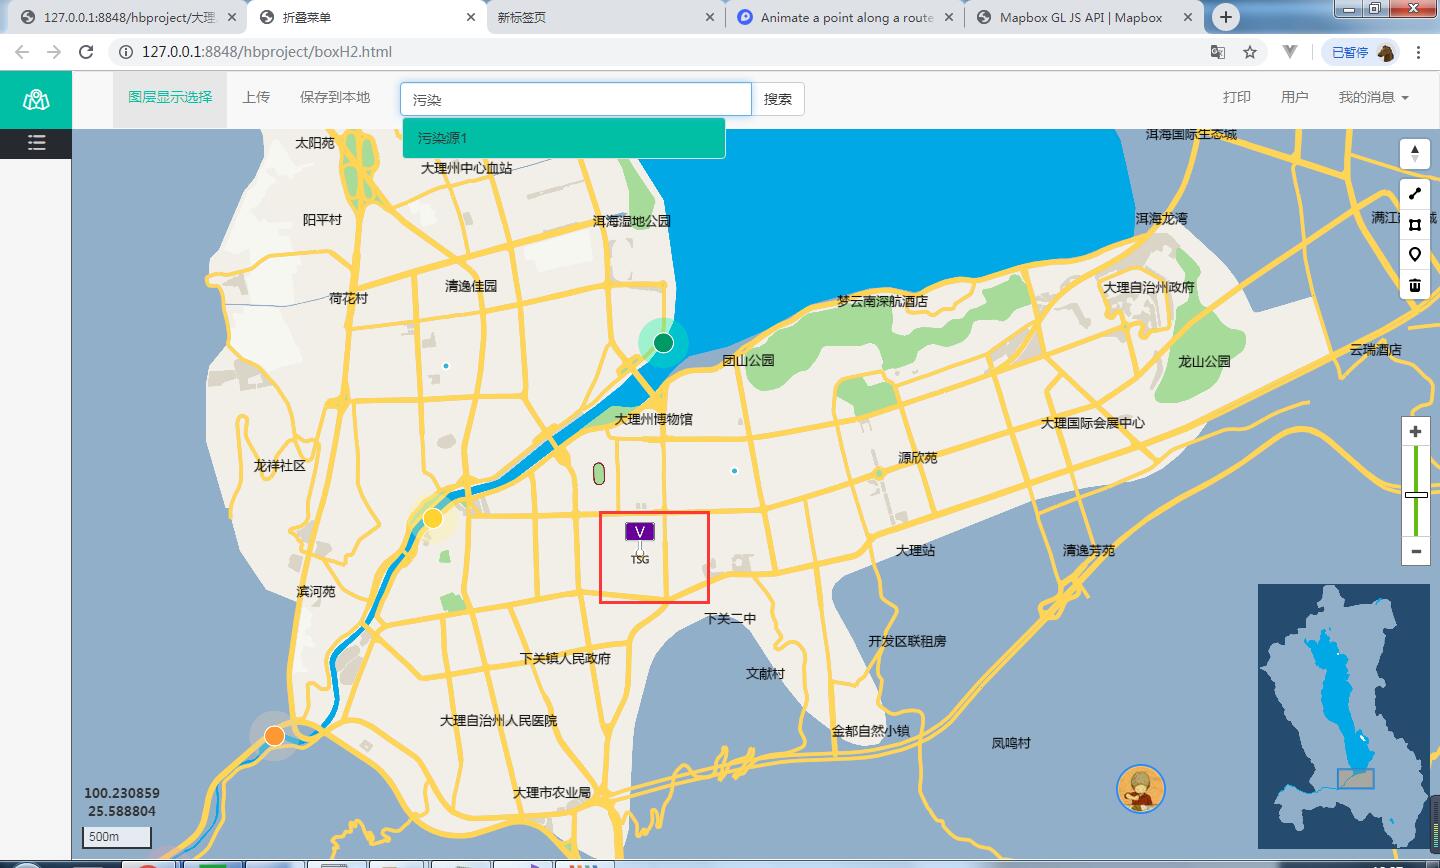 127.0.0.1:8848/hbproject/大理
折叠菜单
新标签页
Animate a point along a route
Mapbox GL JS API | Mapbox
127.0.0.1:8848/hbproject/boxH2.html
已暂停
图层显示选择
上传
保存到本地
污染
搜索
打印
用户
我的消息
污染源1
太阳苑
大理州中心血站
洱海国际生态城
阳平村
洱海湿地公园
洱海龙湾
满江
城
荷花村
清逸佳园
梦云南深航酒店
大理自治州政府
团山公园
龙山公园
云瑞酒店
大理州博物馆
大理国际会展中心
龙祥社区
源欣苑
V
TSG
大理站
清逸芳苑
滨河苑
下关二中
开发区联租房
下关镇人民政府
文献村
大理自治州人民医院
金都自然小镇
凤鸣村
大理市农业局
100.230859
25.588804
500m